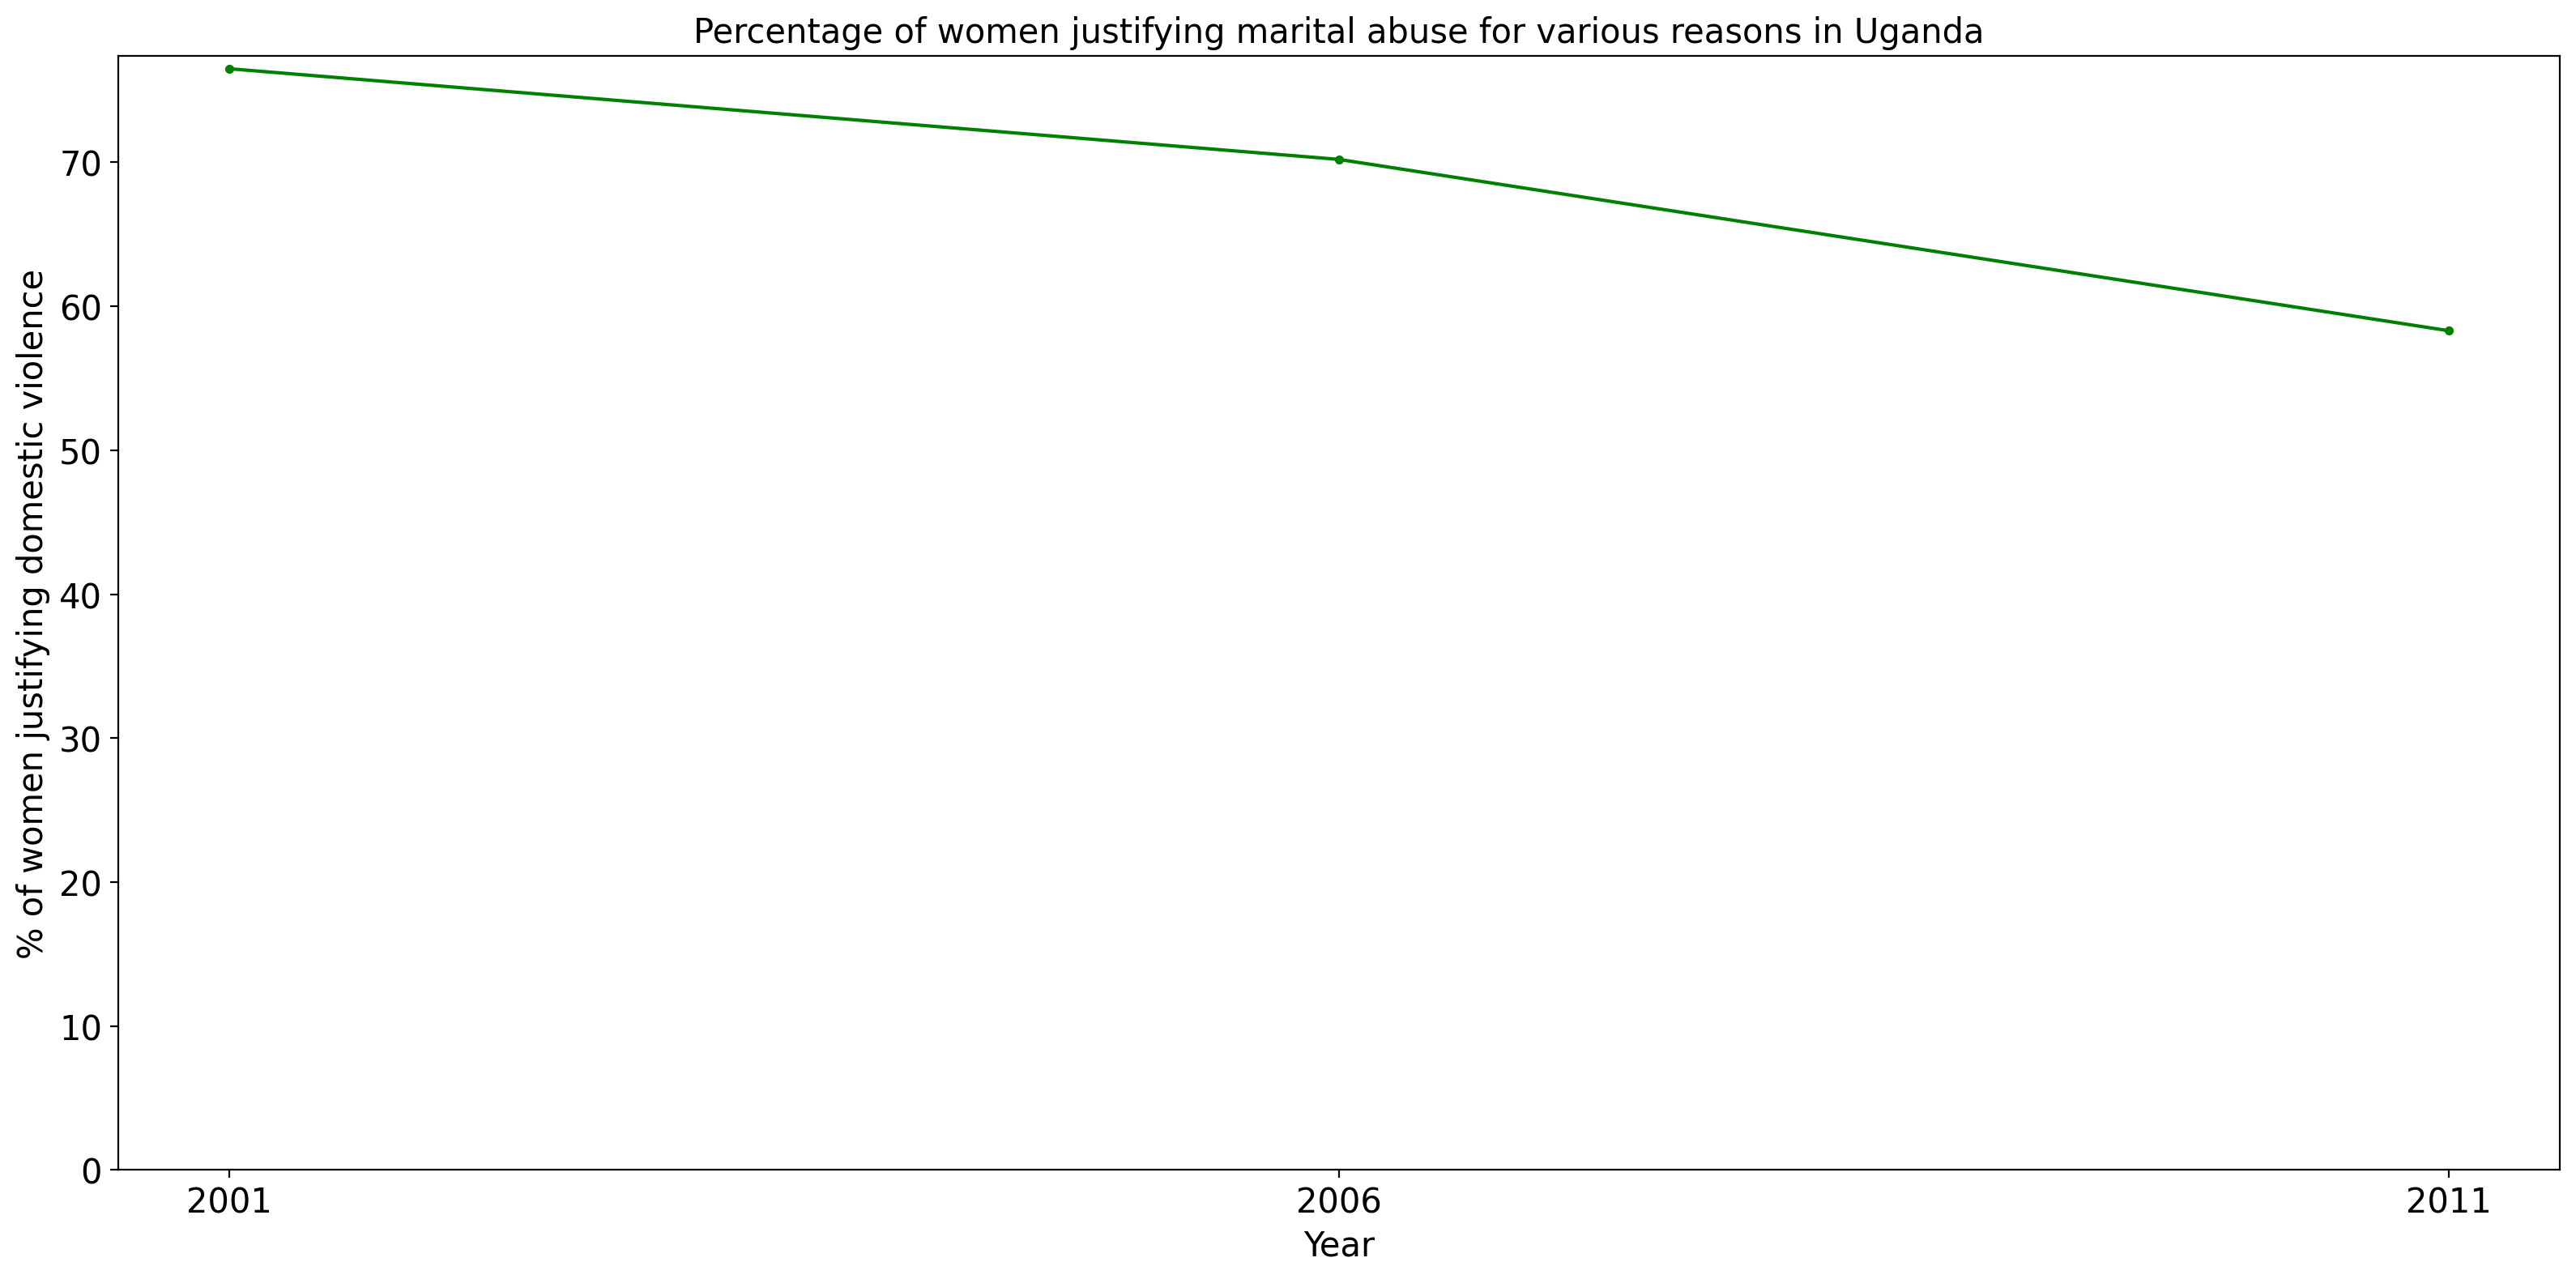 Percentage of women justifying marital abuse for various reasons in Uganda
% of women justifying domestic violence
70
60
50
40
30
20
10
0
2001 2006 2011
Year